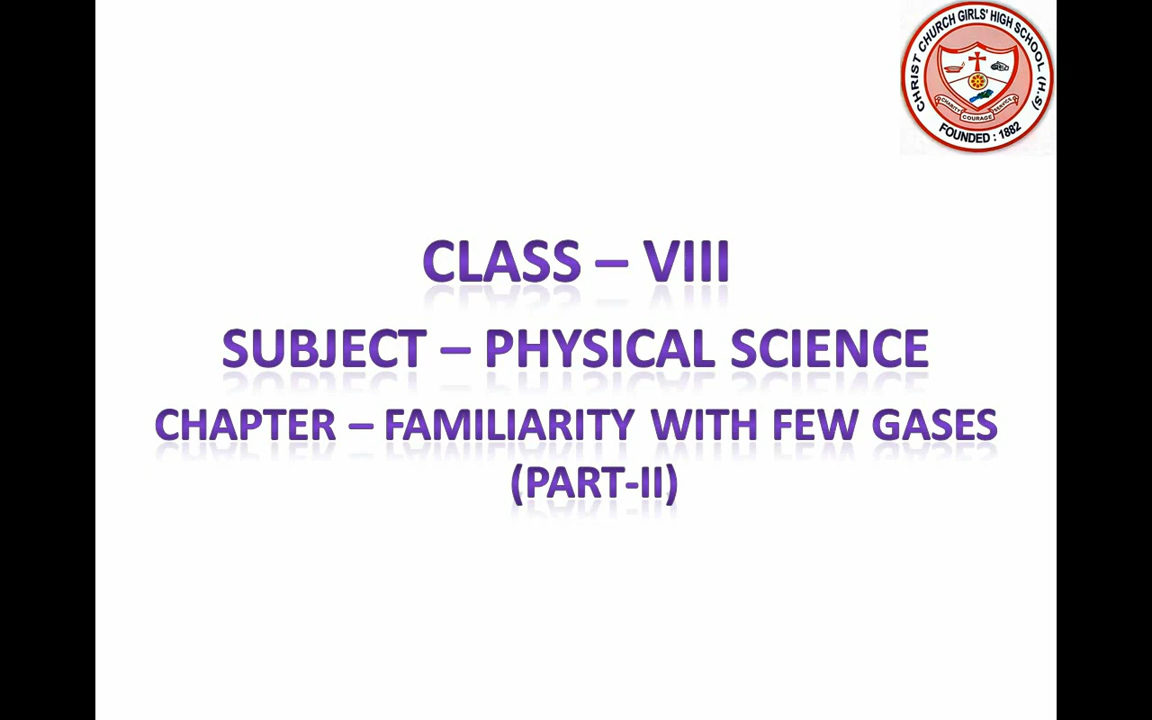 CHRIST CHURCH GIRLS' HIGH SCHOOL (H.S)
CHARITY
COURAGE
SERVICE
FOUNDED : 1882
CLASS – VIII
SUBJECT – PHYSICAL SCIENCE
CHAPTER – FAMILIARITY WITH FEW GASES
(PART-II)